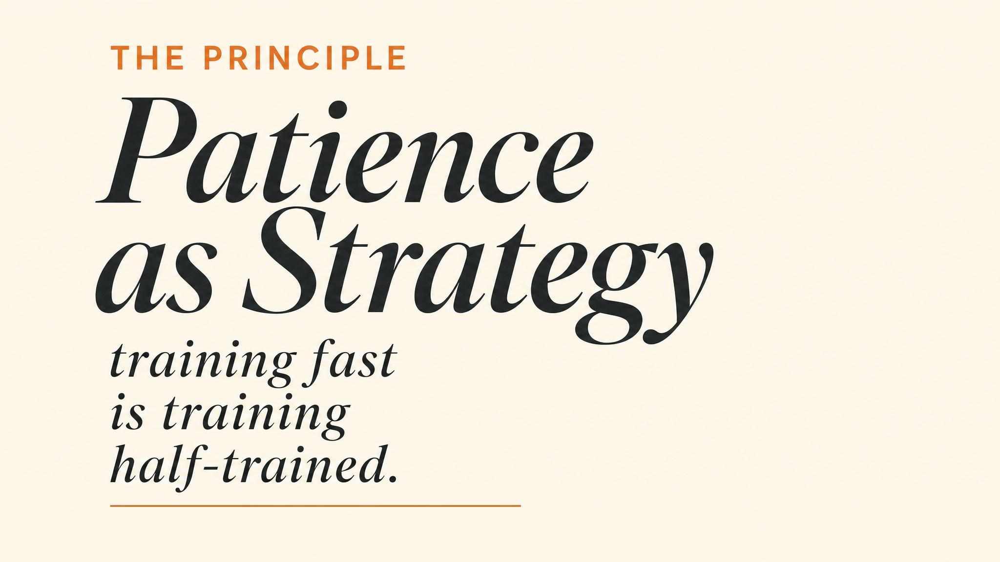 THE PRINCIPLE
Patience
as Strategy
training fast
is training
half-trained.